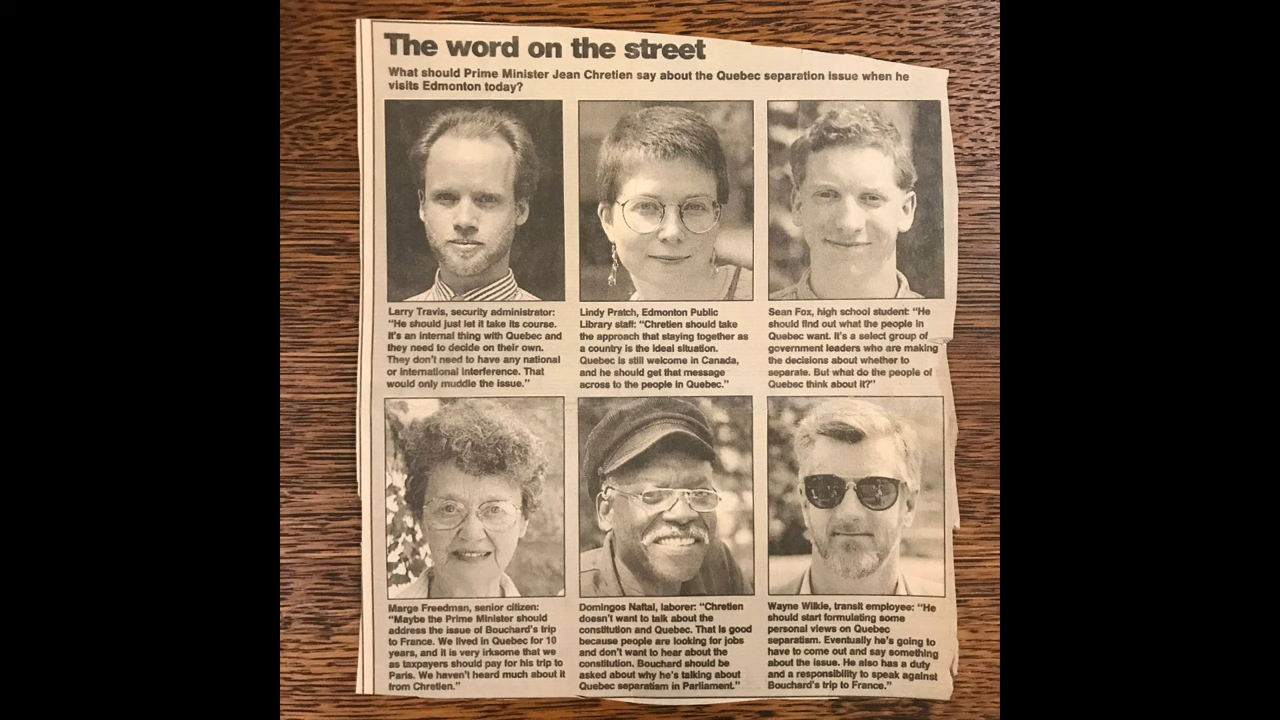 The word on the street
What should Prime Minister Jean Chretien say about the Quebec separation issue when he
visits Edmonton today?
Larry Travis, security administrator:
"He should just let it take its course.
It's an internal thing with Quebec and
they need to decide on their own.
They don't need to have any national
or international interference. That
would only muddle the issue."
Lindy Pratch, Edmonton Public
Library staff: "Chretien should take
the approach that staying together as
a country is the ideal situation.
Quebec is still welcome in Canada,
and he should get that message
across to the people in Quebec."
Sean Fox, high school student: "He
should find out what the people in
Quebec want. It's a select group of
government leaders who are making
the decisions about whether to
separate. But what do the people of
Quebec think about it?"
Marge Freedman, senior citizen:
"Maybe the Prime Minister should
address the issue of Bouchard's trip
to France. We lived in Quebec for 10
years, and it is very irksome that we
as taxpayers should pay for his trip to
Paris. We haven't heard much about it
from Chretien."
Domingos Naftal, laborer: "Chretien
doesn't want to talk about the
constitution and Quebec. That is good
because people are looking for jobs
and don't want to hear about the
constitution. Bouchard should be
asked about why he's talking about
Quebec separatism in Parliament."
Wayne Wilkie, transit employee: "He
should start formulating some
personal views on Quebec
separatism. Eventually he's going to
have to come out and say something
about the issue. He also has a duty
and a responsibility to speak against
Bouchard's trip to France."